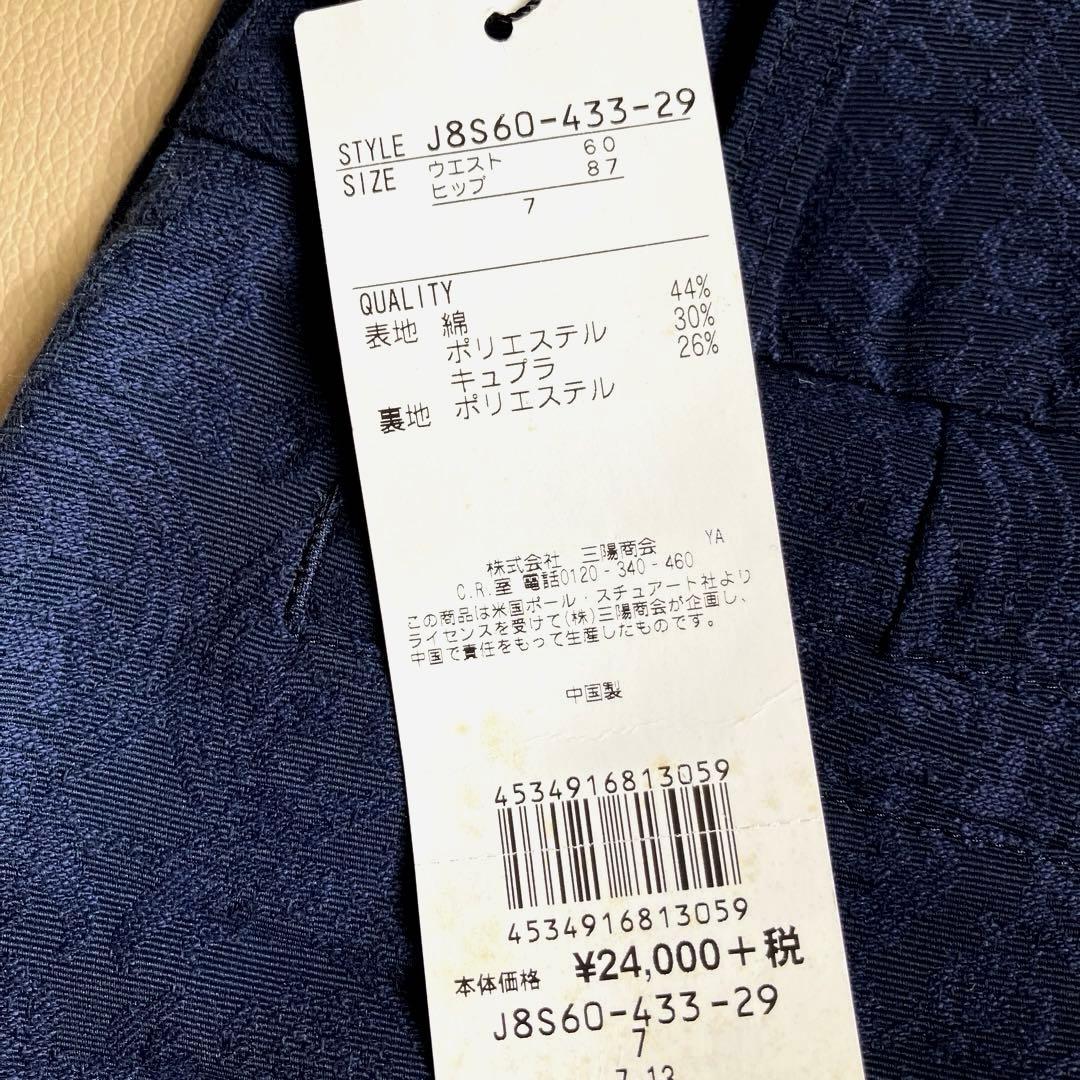 STYLE J8S60-433-29
SIZE ウエスト 60
ヒップ 87
7
QUALITY
表地 綿 44%
ポリエステル 30%
キュプラ 26%
裏地 ポリエステル
株式会社 三陽商会 YA
C.R.室 電話0120-340-460
この商品は米国ポール・スチュアート社より
ライセンスを受けて(株)三陽商会が企画し、
中国で責任をもって生産したものです。
中国製
4534916813059
4534916813059
本体価格 ¥24,000+税
J8S60-433-29
7
7-13